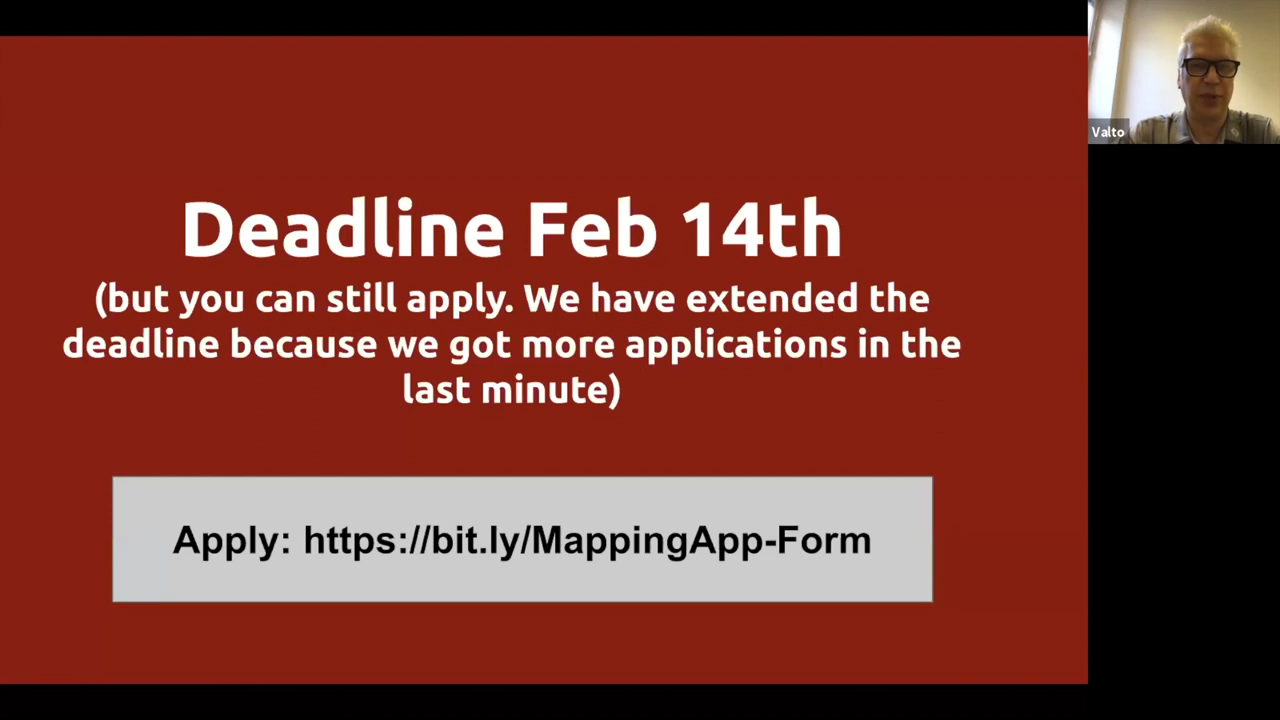 Deadline Feb 14th
(but you can still apply. We have extended the
deadline because we got more applications in the
last minute)
Apply: https://bit.ly/MappingApp-Form
Valto